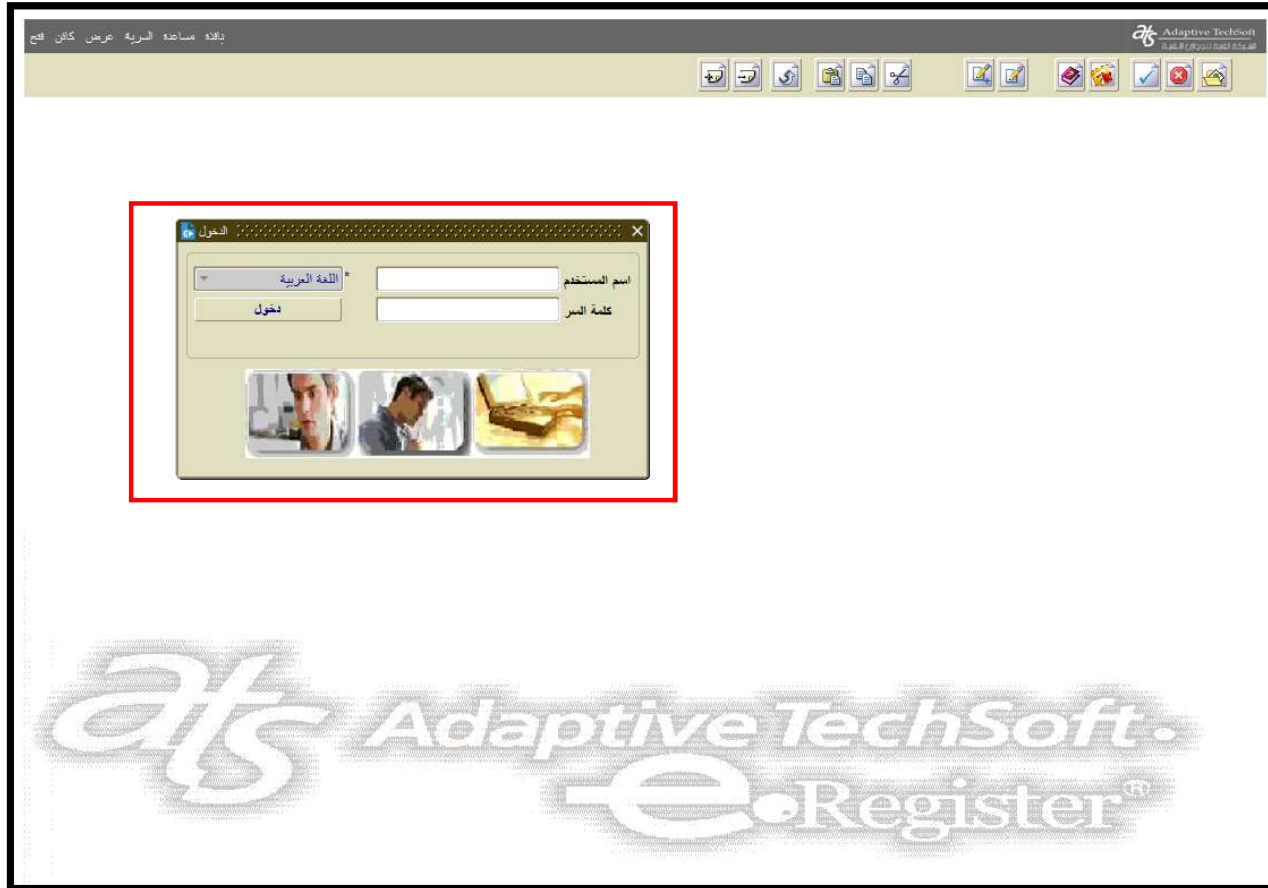 نافذة مساعدة السرية عرض كائن فتح
Adaptive TechSoft
الدخول
اسم المستخدم
* اللغة العربية
كلمة السر
دخول
ats Adaptive TechSoft.
e.Register®